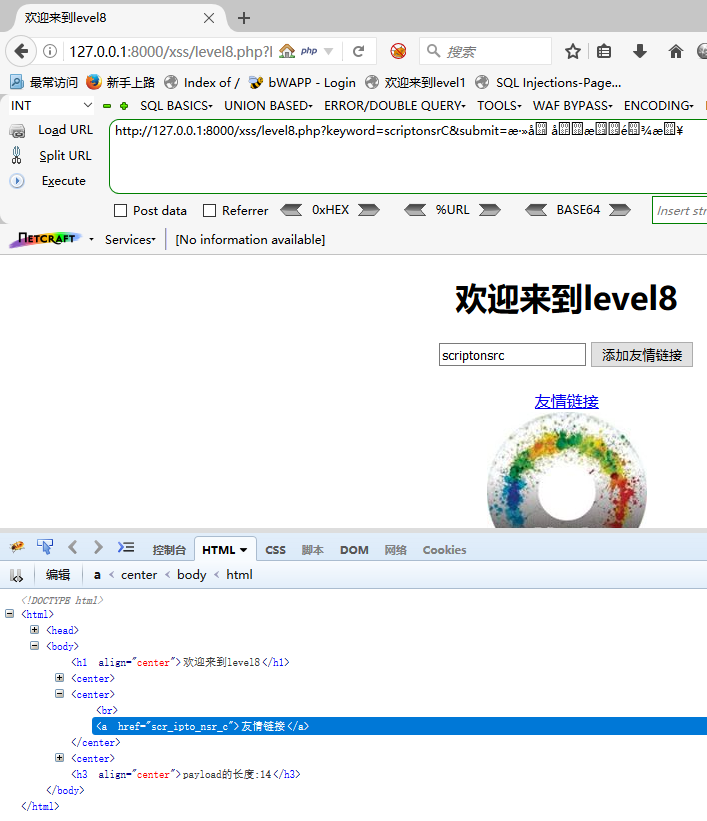 欢迎来到level8
127.0.0.1:8000/xss/level8.php?l php 搜索
最常访问 新手上路 Index of / bWAPP - Login 欢迎来到level1 SQL Injections-Page...
INT SQL BASICS UNION BASED ERROR/DOUBLE QUERY TOOLS WAF BYPASS ENCODING
Load URL http://127.0.0.1:8000/xss/level8.php?keyword=scriptonsrC&submit=
Split URL
Execute
Post data Referrer 0xHEX %URL BASE64 Insert str
NETCRAFT Services [No information available]
欢迎来到level8
scriptonsrc 添加友情链接
友情链接
控制台 HTML CSS 脚本 DOM 网络 Cookies
编辑 a < center < body < html
<!DOCTYPE html>
<html>
<head>
<body>
<h1 align="center">欢迎来到level8</h1>
<center>
<center>
<br>
<a href="scr_ipto_nsr_c">友情链接</a>
</center>
<center>
<h3 align="center">payload的长度:14</h3>
</body>
</html>